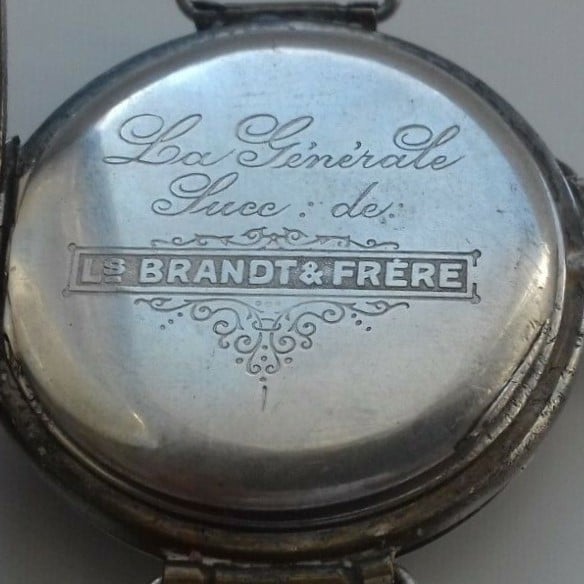 La Générale
Succ: de:
Ls BRANDT & FRÈRE